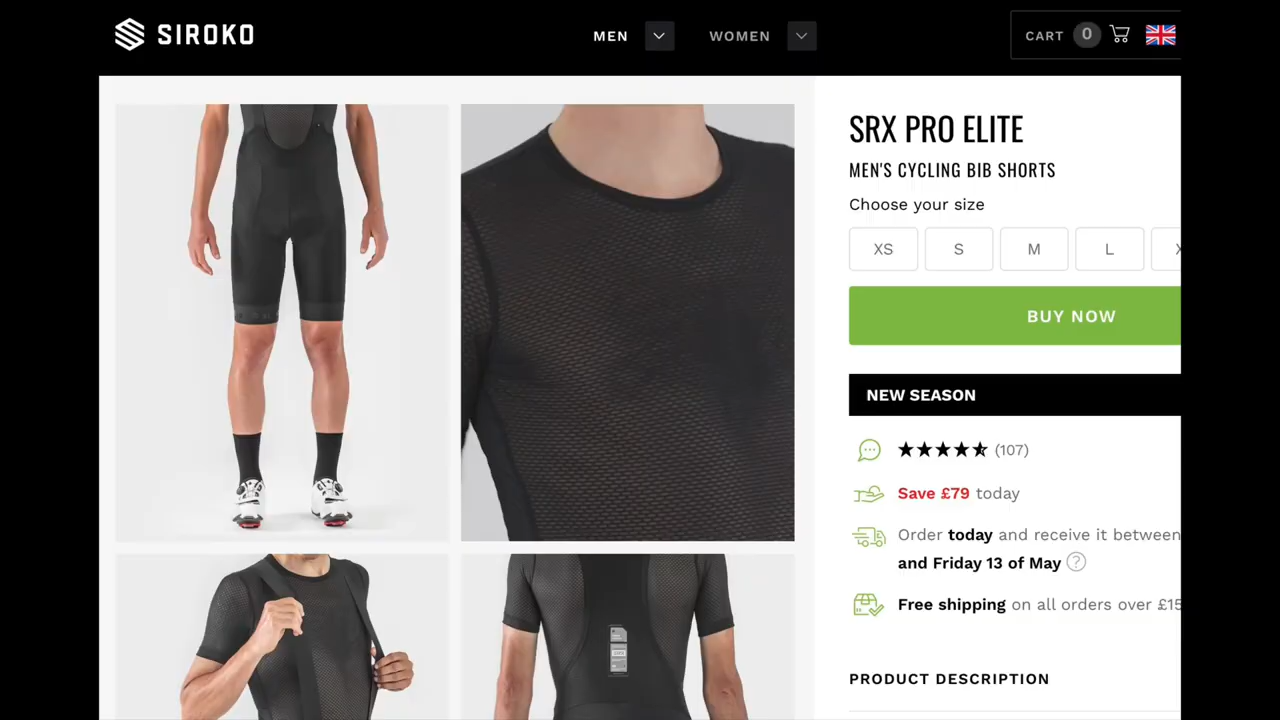 SIROKO
MEN
WOMEN
CART 0
SRX PRO ELITE
MEN'S CYCLING BIB SHORTS
Choose your size
XS
S
M
L
BUY NOW
NEW SEASON
(107)
Save £79 today
Order today and receive it between
and Friday 13 of May ?
Free shipping on all orders over £15
PRODUCT DESCRIPTION